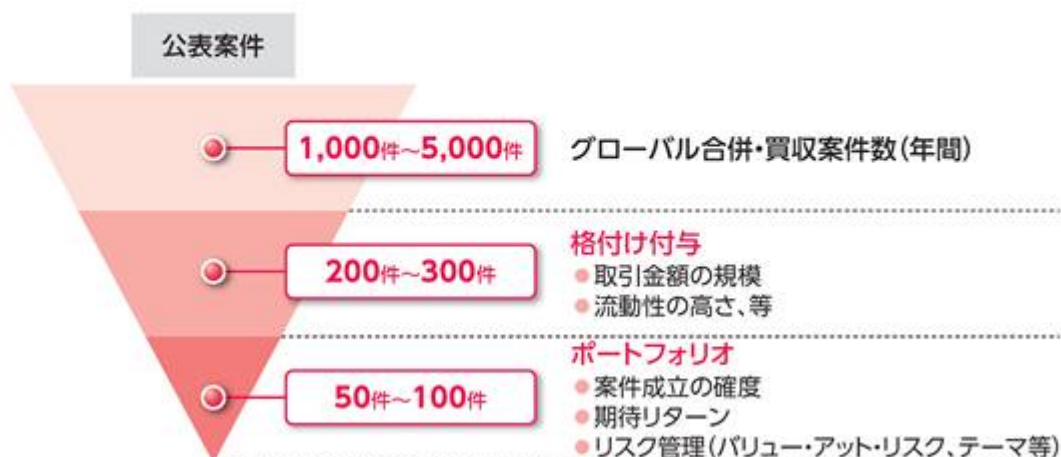 公表案件
1,000件～5,000件
グローバル合併・買収案件数(年間)
200件～300件
格付け付与
●取引金額の規模
●流動性の高さ、等
50件～100件
ポートフォリオ
●案件成立の確度
●期待リターン
●リスク管理(バリュー・アット・リスク、テーマ等)